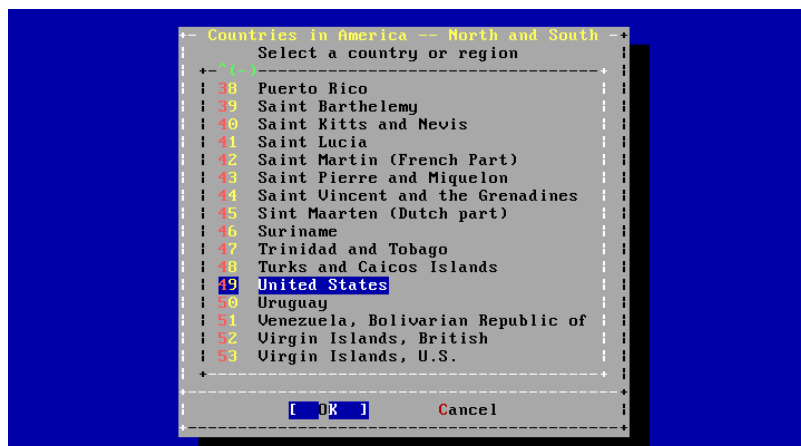 Countries in America -- North and South
Select a country or region
^(-)
38 Puerto Rico
39 Saint Barthelemy
40 Saint Kitts and Nevis
41 Saint Lucia
42 Saint Martin (French Part)
43 Saint Pierre and Miquelon
44 Saint Vincent and the Grenadines
45 Sint Maarten (Dutch part)
46 Suriname
47 Trinidad and Tobago
48 Turks and Caicos Islands
49 United States
50 Uruguay
51 Venezuela, Bolivarian Republic of
52 Virgin Islands, British
53 Virgin Islands, U.S.
[ OK ] Cancel